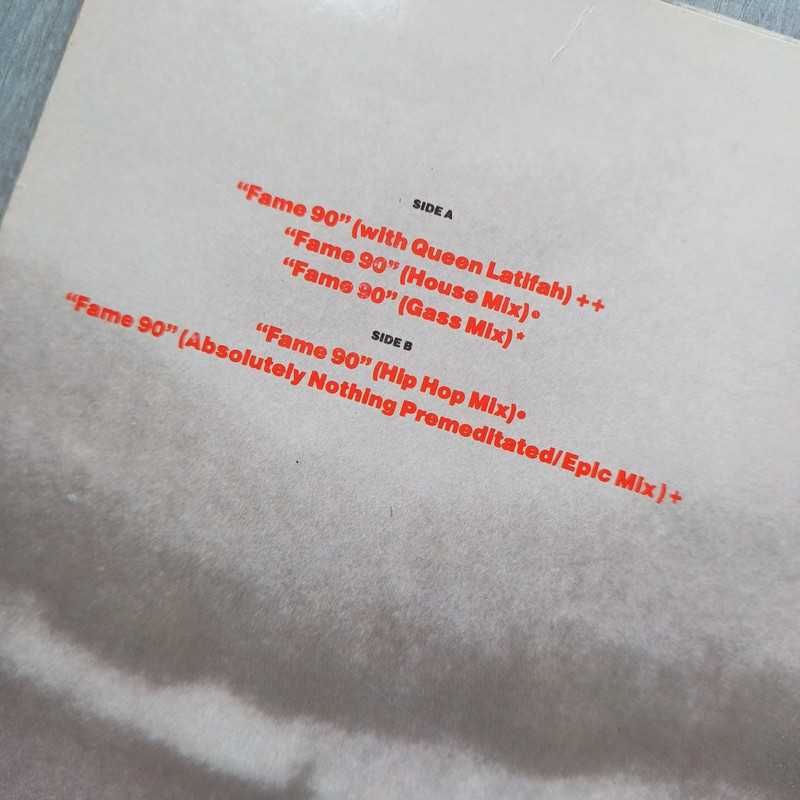 SIDE A
“Fame 90” (with Queen Latifah) ++
“Fame 90” (House Mix)•
“Fame 90” (Gass Mix)*
SIDE B
“Fame 90” (Hip Hop Mix)•
“Fame 90” (Absolutely Nothing Premeditated/Epic Mix)+